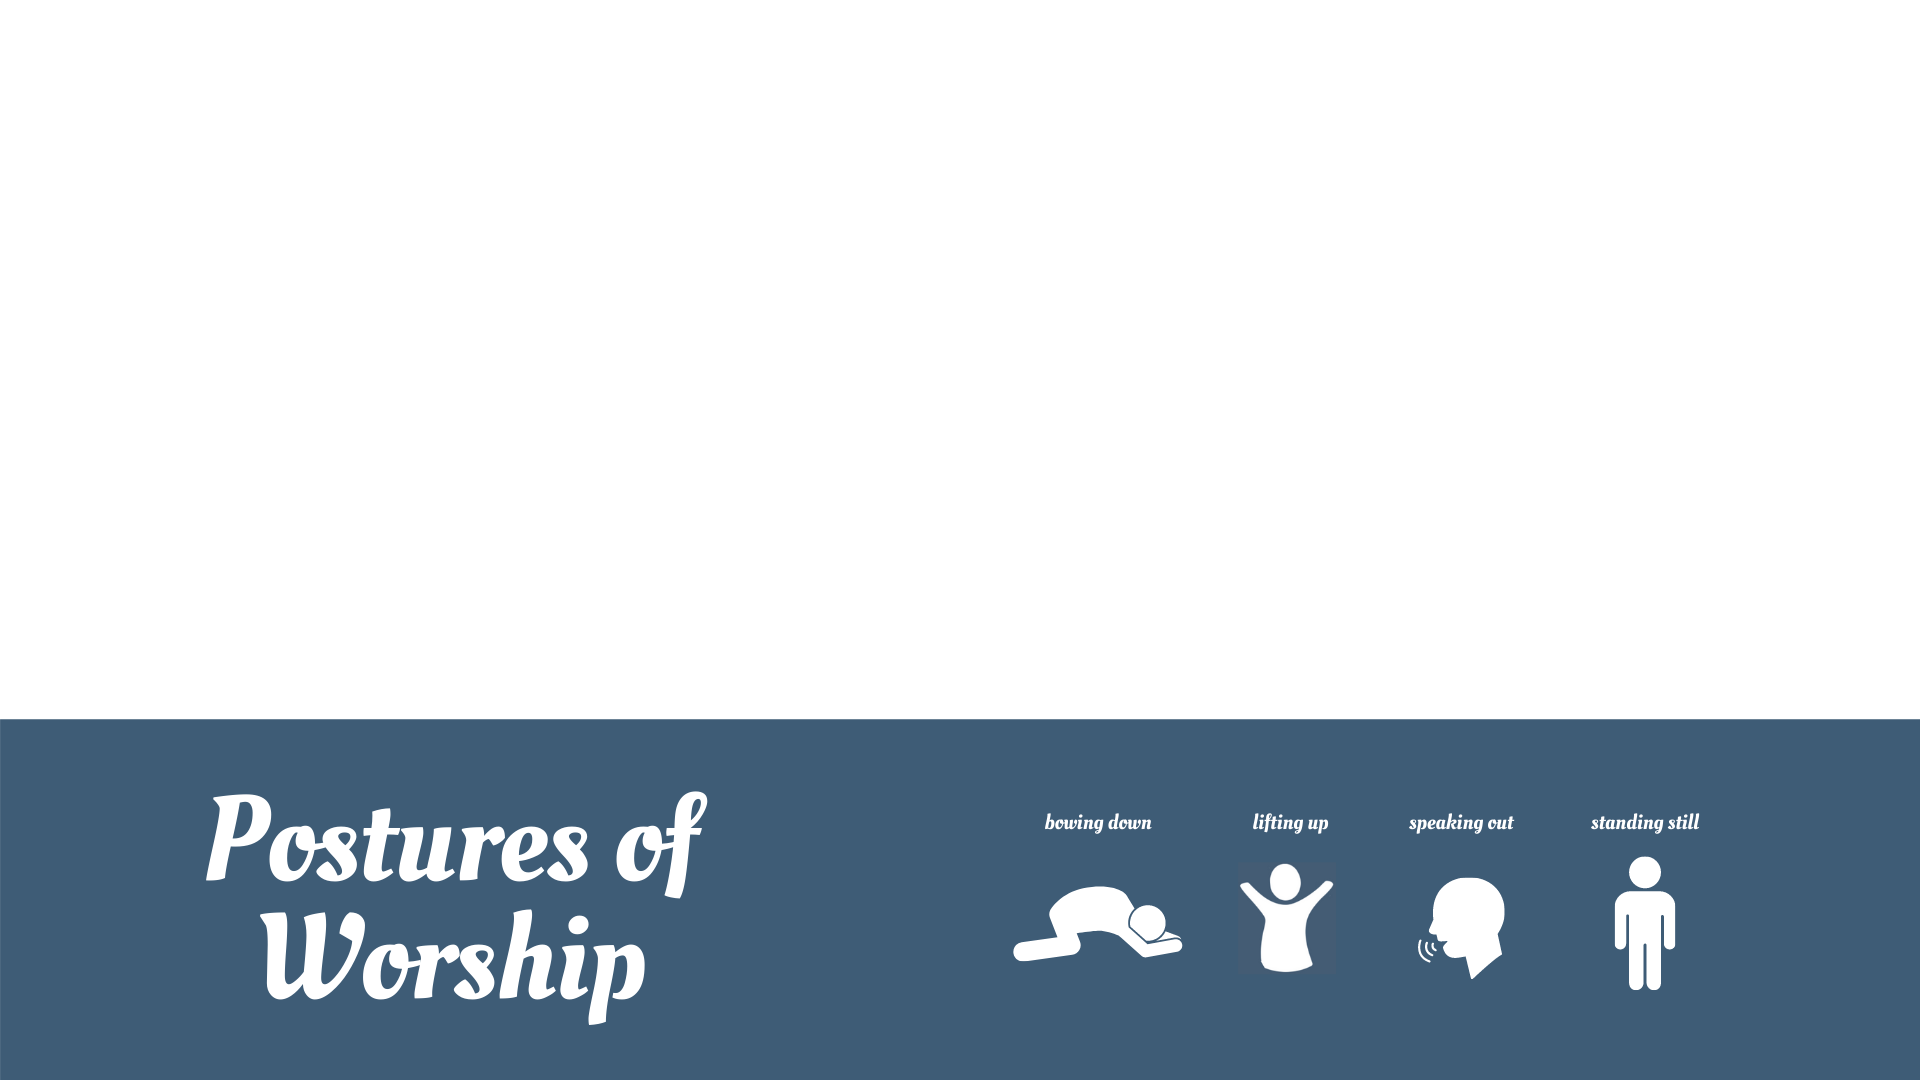 Postures of
Worship
bowing down
lifting up
speaking out
standing still